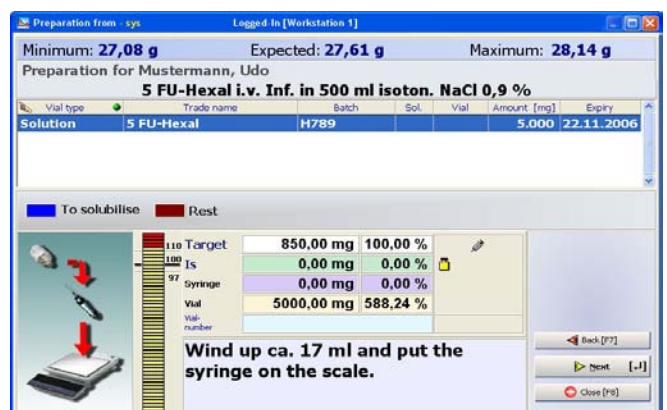 Preparation from - sys Logged-In [Workstation 1]
Minimum: 27,08 g Expected: 27,61 g Maximum: 28,14 g
Preparation for Mustermann, Udo
5 FU-Hexal i.v. Inf. in 500 ml isoton. NaCl 0,9 %
Vial type Trade name Batch Sol. Vial Amount [mg] Expiry
Solution 5 FU-Hexal H789 5.000 22.11.2006
To solubilise Rest
110 Target 850,00 mg 100,00 %
100 Is 0,00 mg 0,00 %
97 Syringe 0,00 mg 0,00 %
Vial 5000,00 mg 588,24 %
Vial-
number
Wind up ca. 17 ml and put the
syringe on the scale.
Back [F7]
Next [↵]
Close [F8]